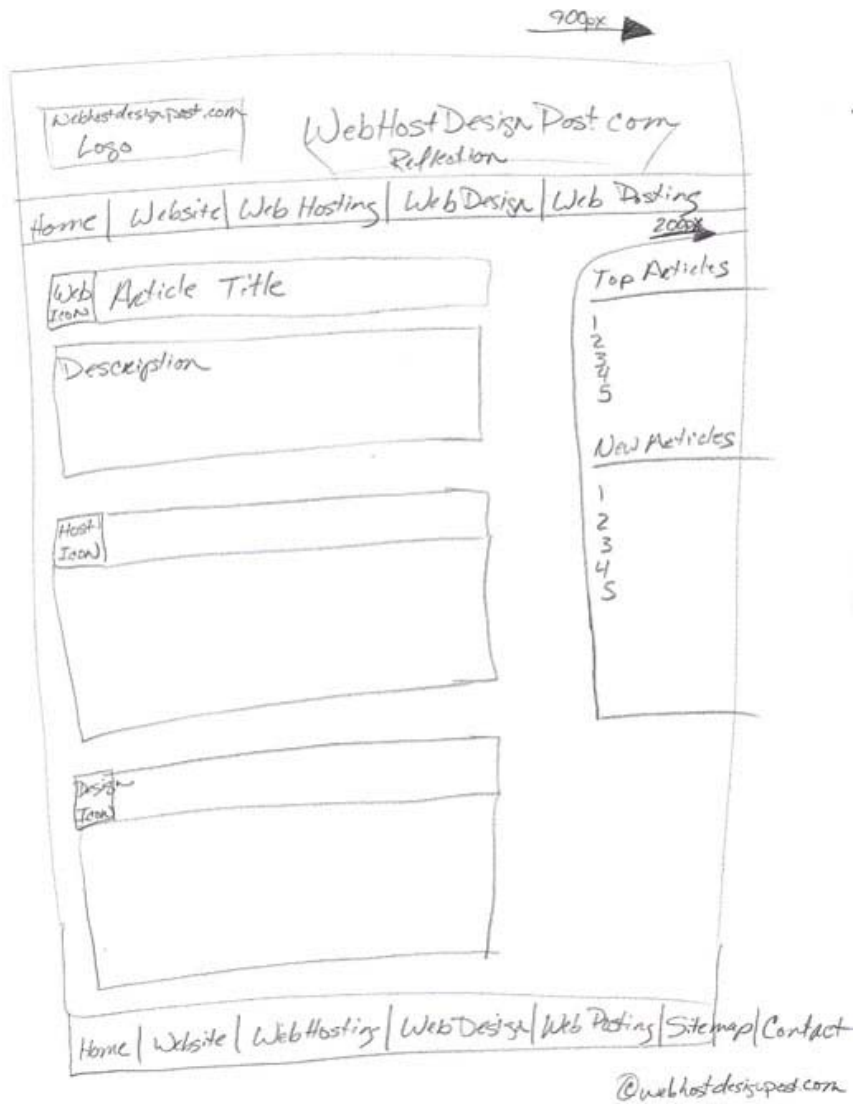 900px
Webhostdesignpost.com
Logo
WebHostDesignPost.com
Reflection
Home | Website | Web Hosting | Web Design | Web Posting
200px
Web
Icon
Article Title
Description
Host
Icon
Design
Icon
Top Articles
1
2
3
4
5
New Articles
1
2
3
4
5
Home | Website | Web Hosting | Web Design | Web Posting | Sitemap | Contact
©webhostdesignpost.com